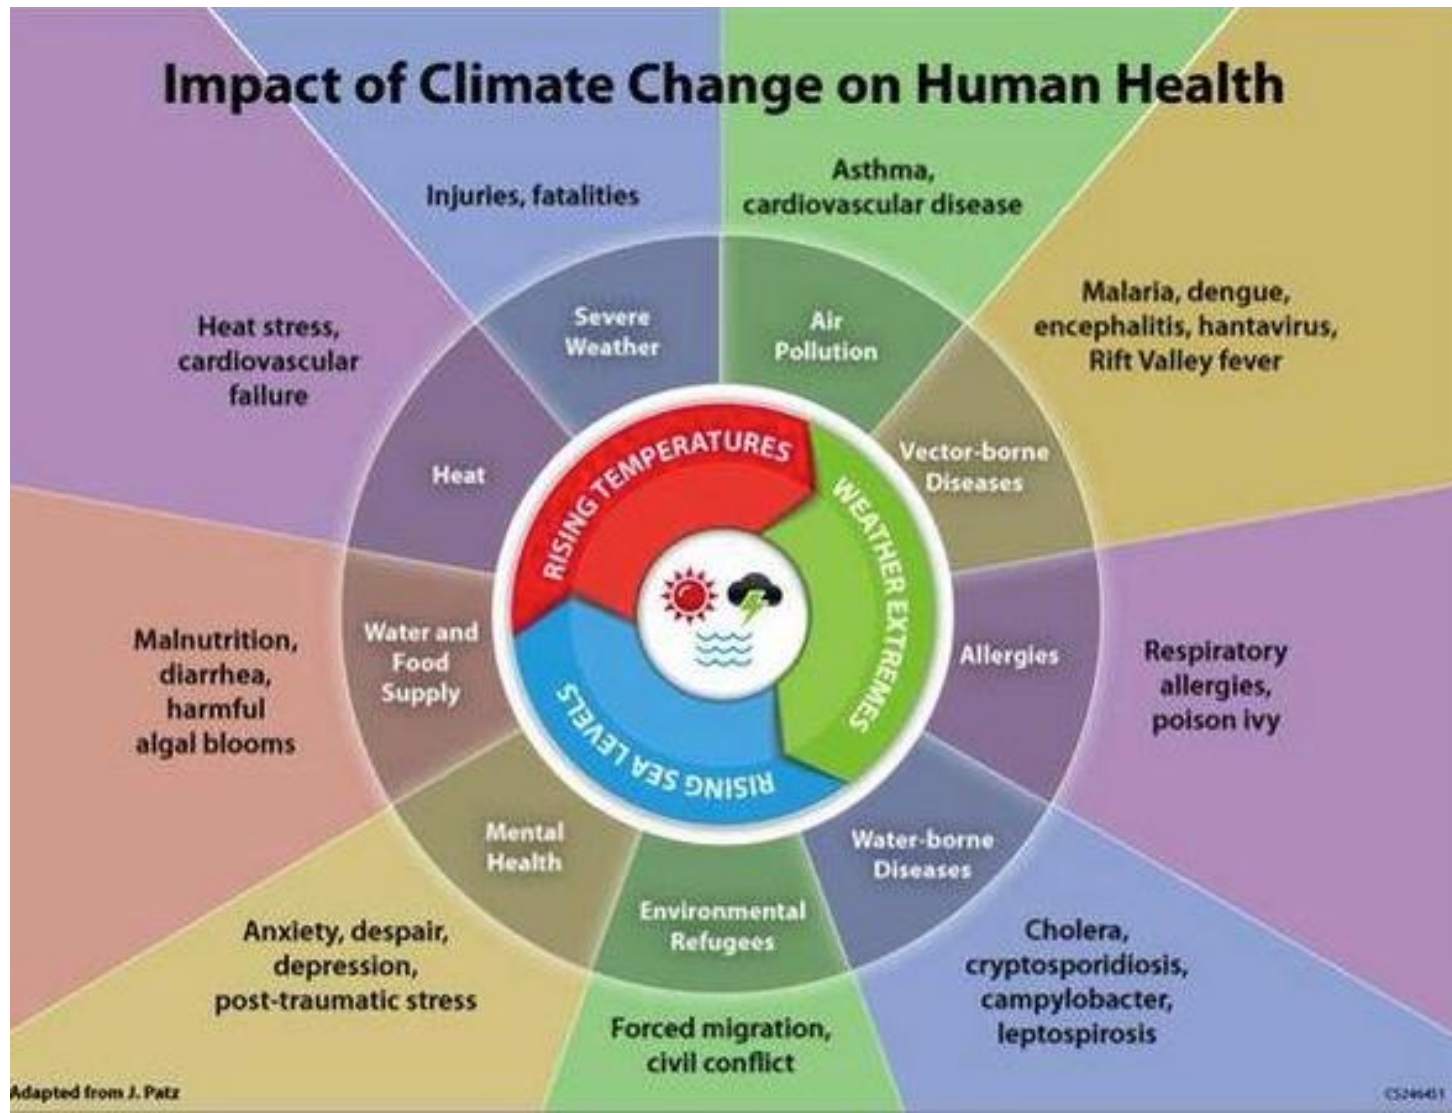 Impact of Climate Change on Human Health
Injuries, fatalities
Asthma,
cardiovascular disease
Malaria, dengue,
encephalitis, hantavirus,
Rift Valley fever
Respiratory
allergies,
poison ivy
Cholera,
cryptosporidiosis,
campylobacter,
leptospirosis
Forced migration,
civil conflict
Anxiety, despair,
depression,
post-traumatic stress
Malnutrition,
diarrhea,
harmful
algal blooms
Heat stress,
cardiovascular
failure
Severe
Weather
Air
Pollution
Vector-borne
Diseases
Allergies
Water-borne
Diseases
Environmental
Refugees
Mental
Health
Water and
Food
Supply
Heat
RISING TEMPERATURES
WEATHER EXTREMES
RISING SEA LEVELS
Adapted from J. Patz